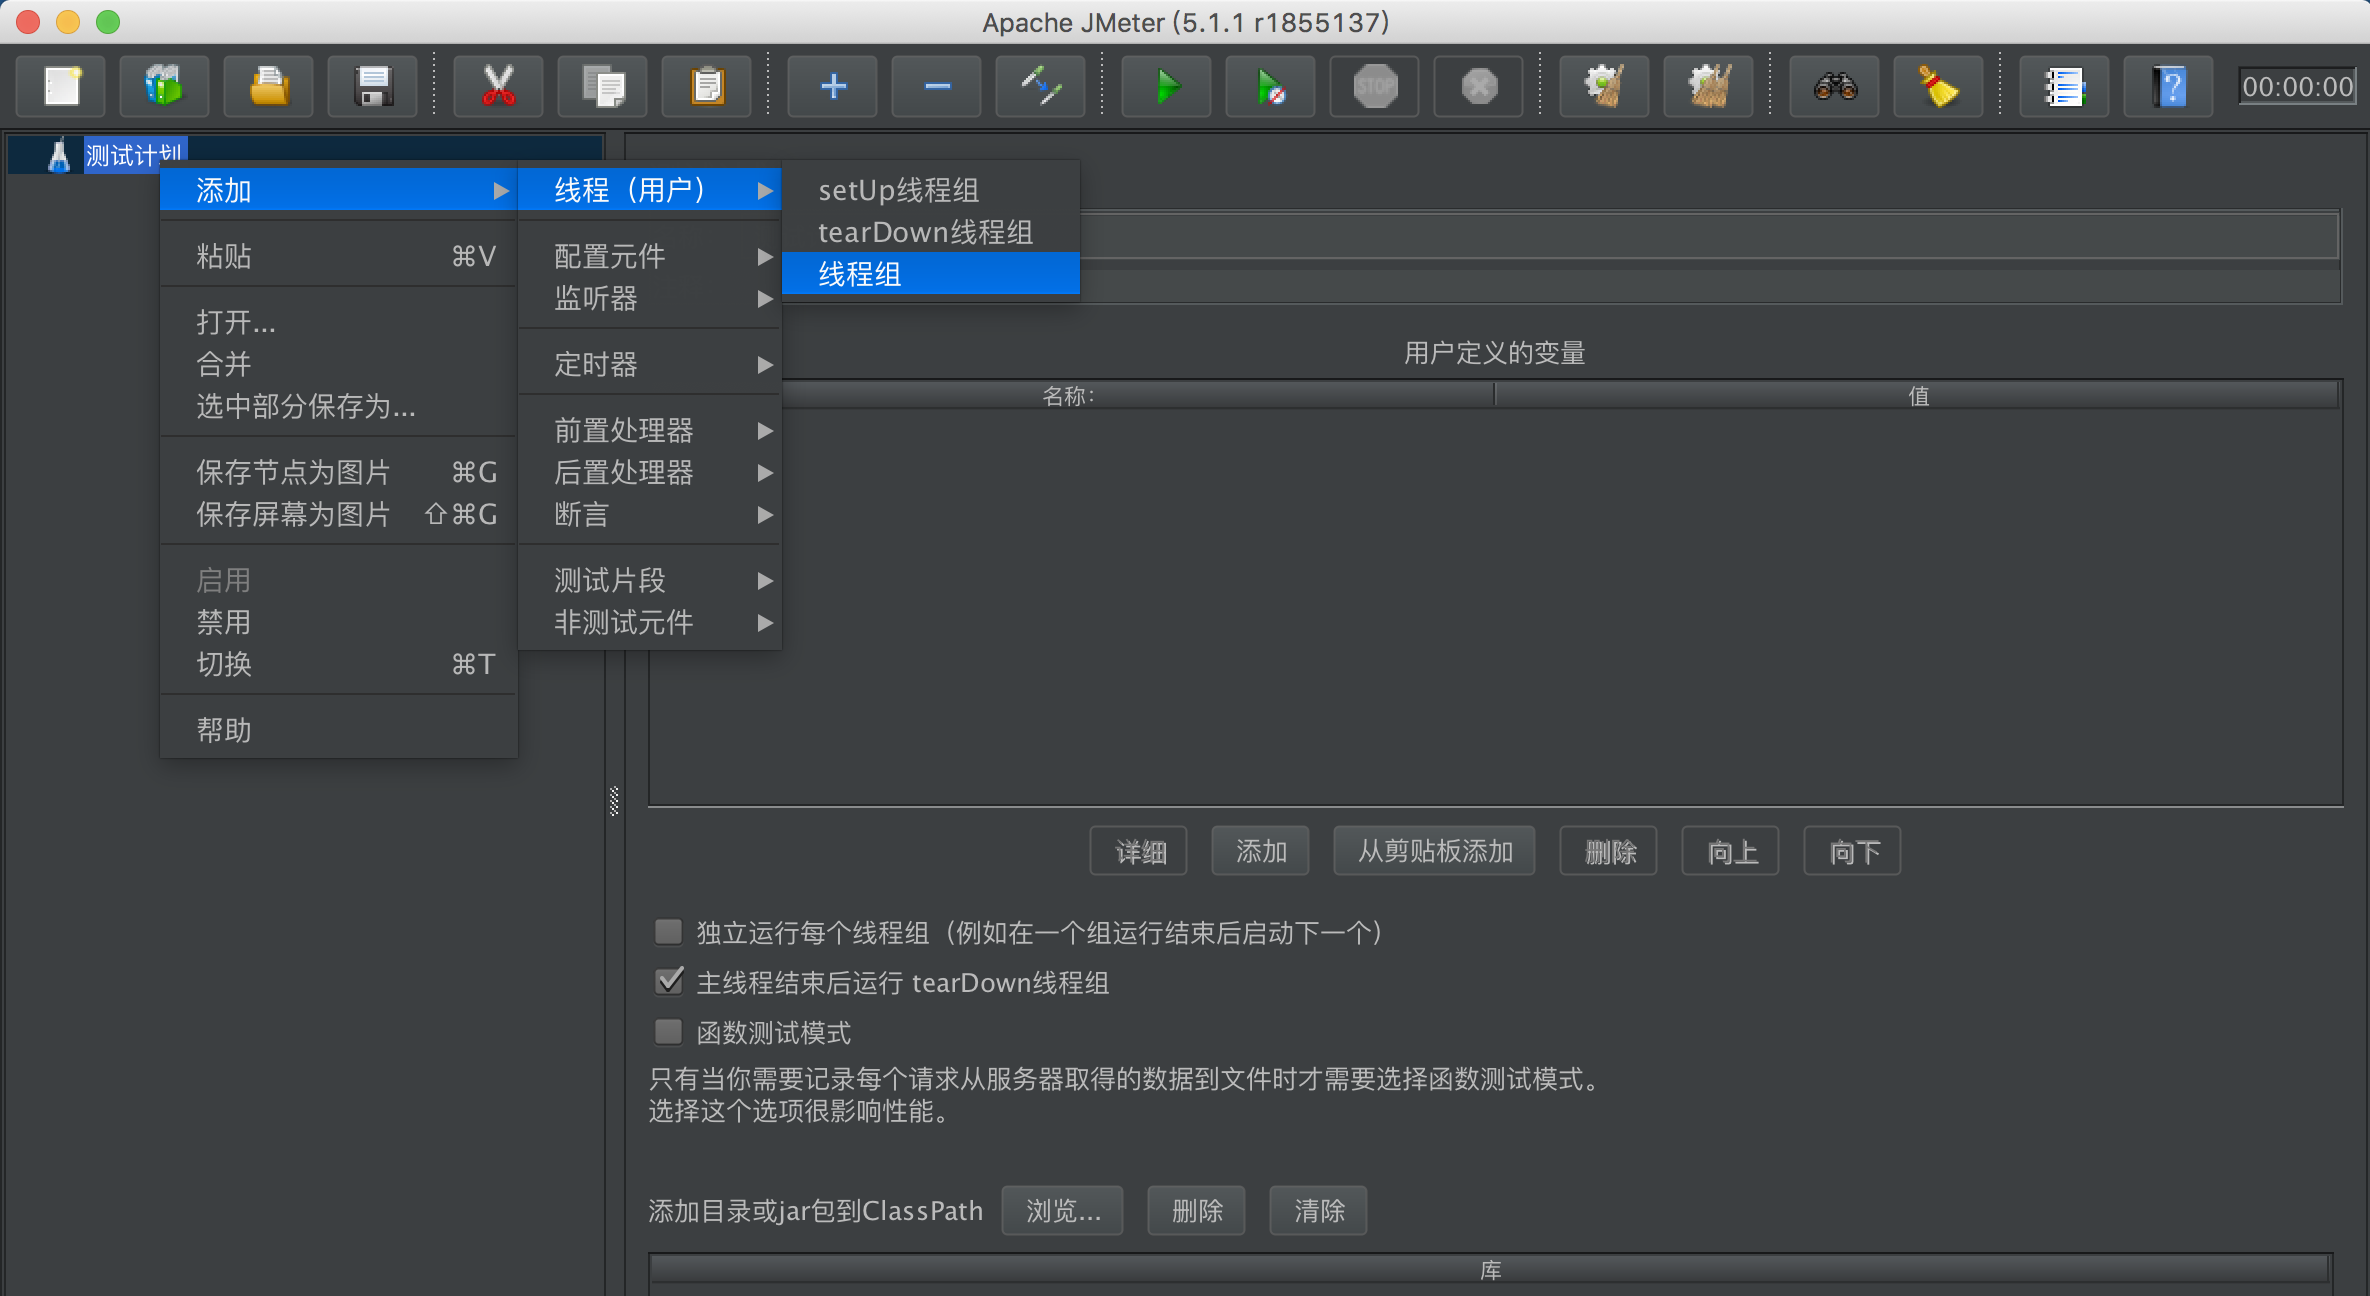 Apache JMeter (5.1.1 r1855137)
STOP
?
00:00:00
测试计划
添加
粘贴 ⌘V
打开...
合并
选中部分保存为...
保存节点为图片 ⌘G
保存屏幕为图片 ⇧⌘G
启用
禁用
切换 ⌘T
帮助
线程（用户）
配置元件
监听器
定时器
前置处理器
后置处理器
断言
测试片段
非测试元件
setUp线程组
tearDown线程组
线程组
用户定义的变量
名称: 值
详细 添加 从剪贴板添加 删除 向上 向下
独立运行每个线程组（例如在一个组运行结束后启动下一个）
主线程结束后运行 tearDown线程组
函数测试模式
只有当你需要记录每个请求从服务器取得的数据到文件时才需要选择函数测试模式。
选择这个选项很影响性能。
添加目录或jar包到ClassPath 浏览... 删除 清除
库